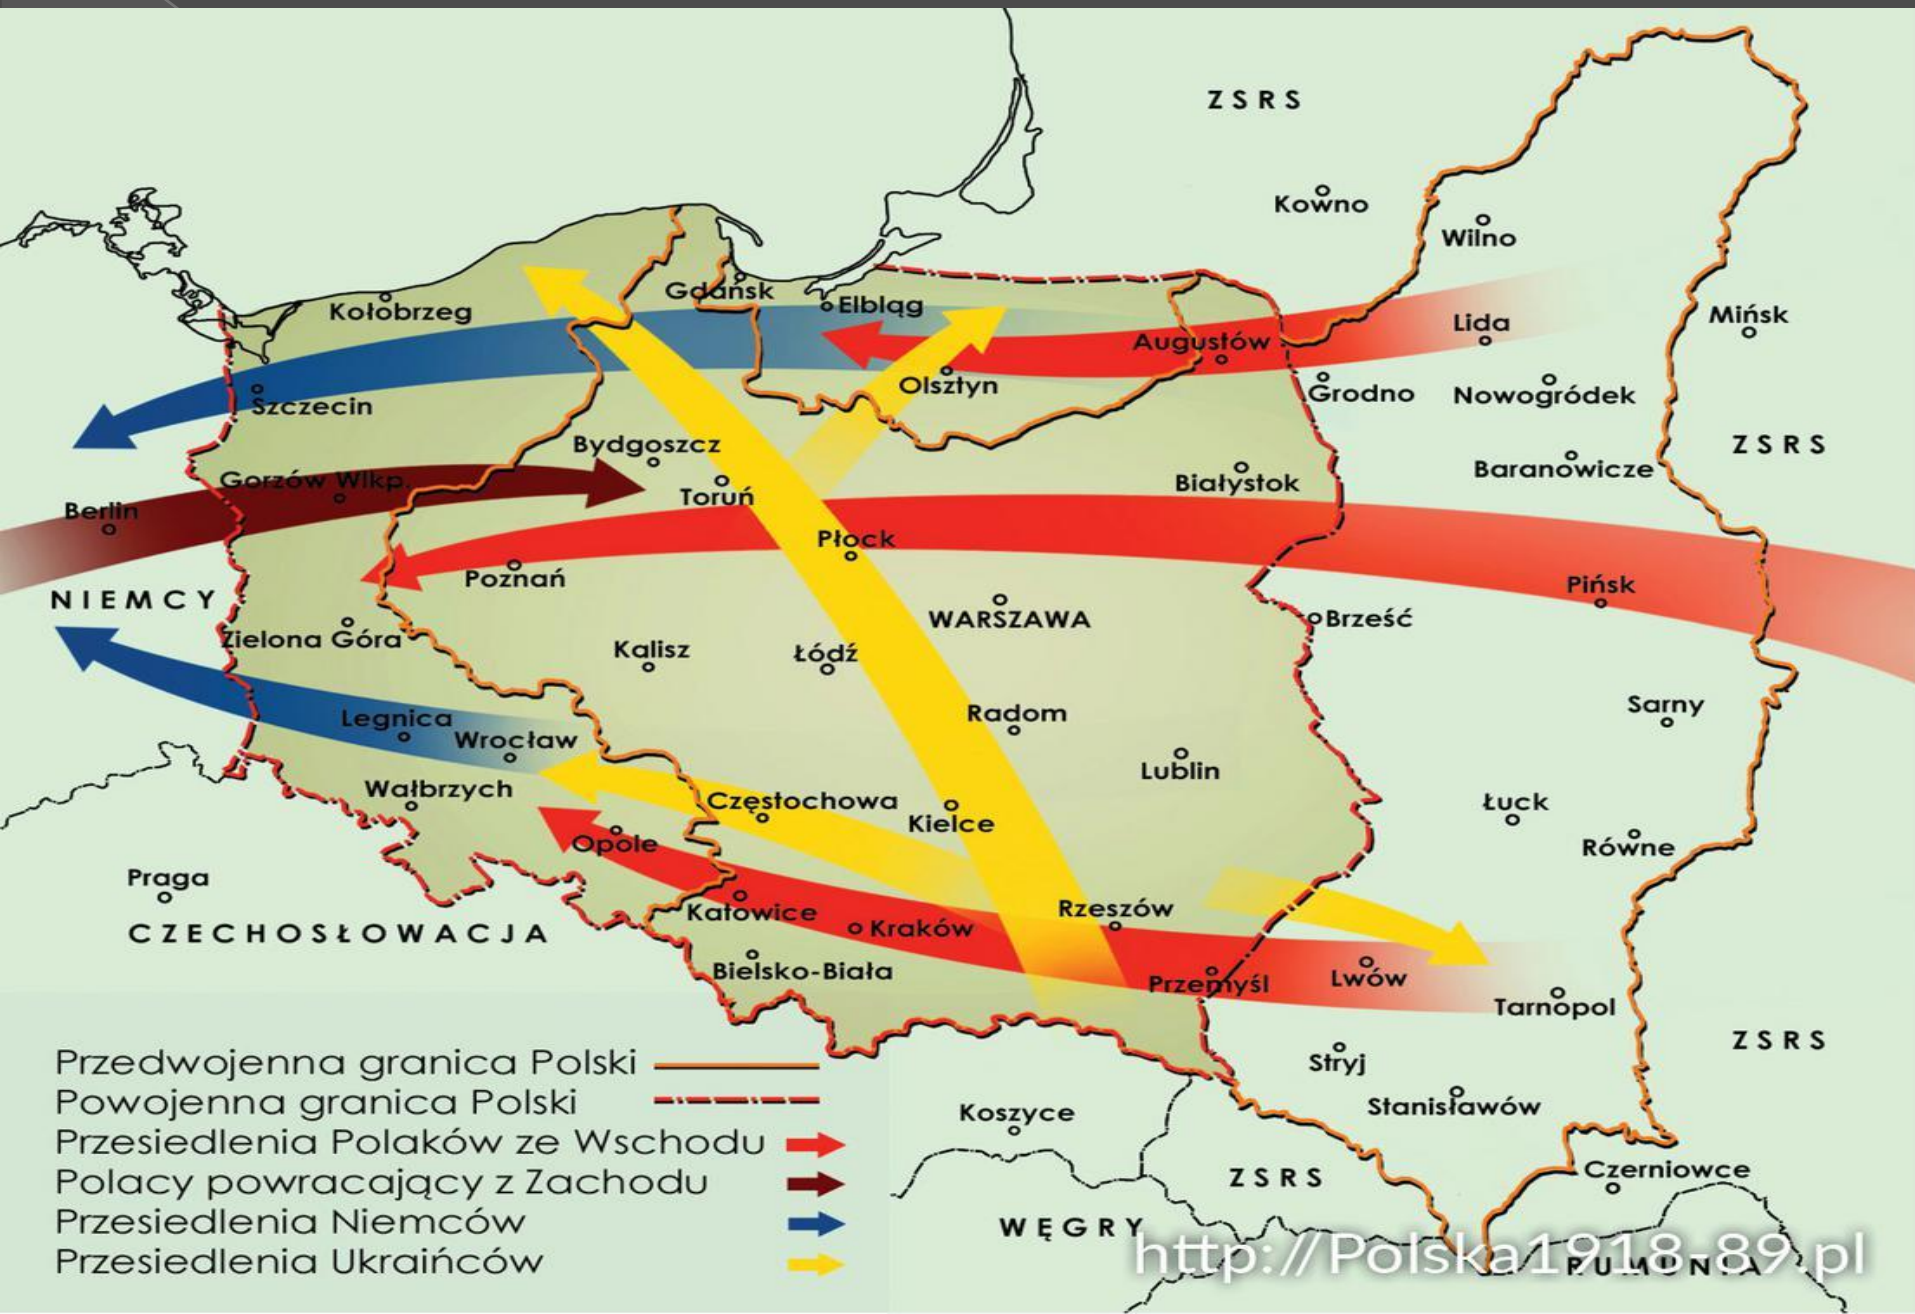 ZSRS
Kowno
Wilno
Gdańsk
Elbląg
Kołobrzeg
Lida
Mińsk
Augustów
Szczecin
Olsztyn
Grodno
Nowogródek
Bydgoszcz
ZSRS
Gorzów Wlkp.
Toruń
Białystok
Baranowicze
Berlin
Płock
Poznań
Pińsk
NIEMCY
WARSZAWA
Brześć
Zielona Góra
Kalisz
Łódź
Sarny
Legnica
Wrocław
Radom
Lublin
Wałbrzych
Częstochowa
Kielce
Łuck
Opole
Równe
Praga
Katowice
Kraków
Rzeszów
CZECHOSŁOWACJA
Bielsko-Biała
Przemyśl
Lwów
Tarnopol
ZSRS
Stryj
Stanisławów
Koszyce
ZSRS
Czerniowce
WĘGRY
RUMUNIA
Przedwojenna granica Polski
Powojenna granica Polski
Przesiedlenia Polaków ze Wschodu
Polacy powracający z Zachodu
Przesiedlenia Niemców
Przesiedlenia Ukraińców
http://Polska1918-89.pl